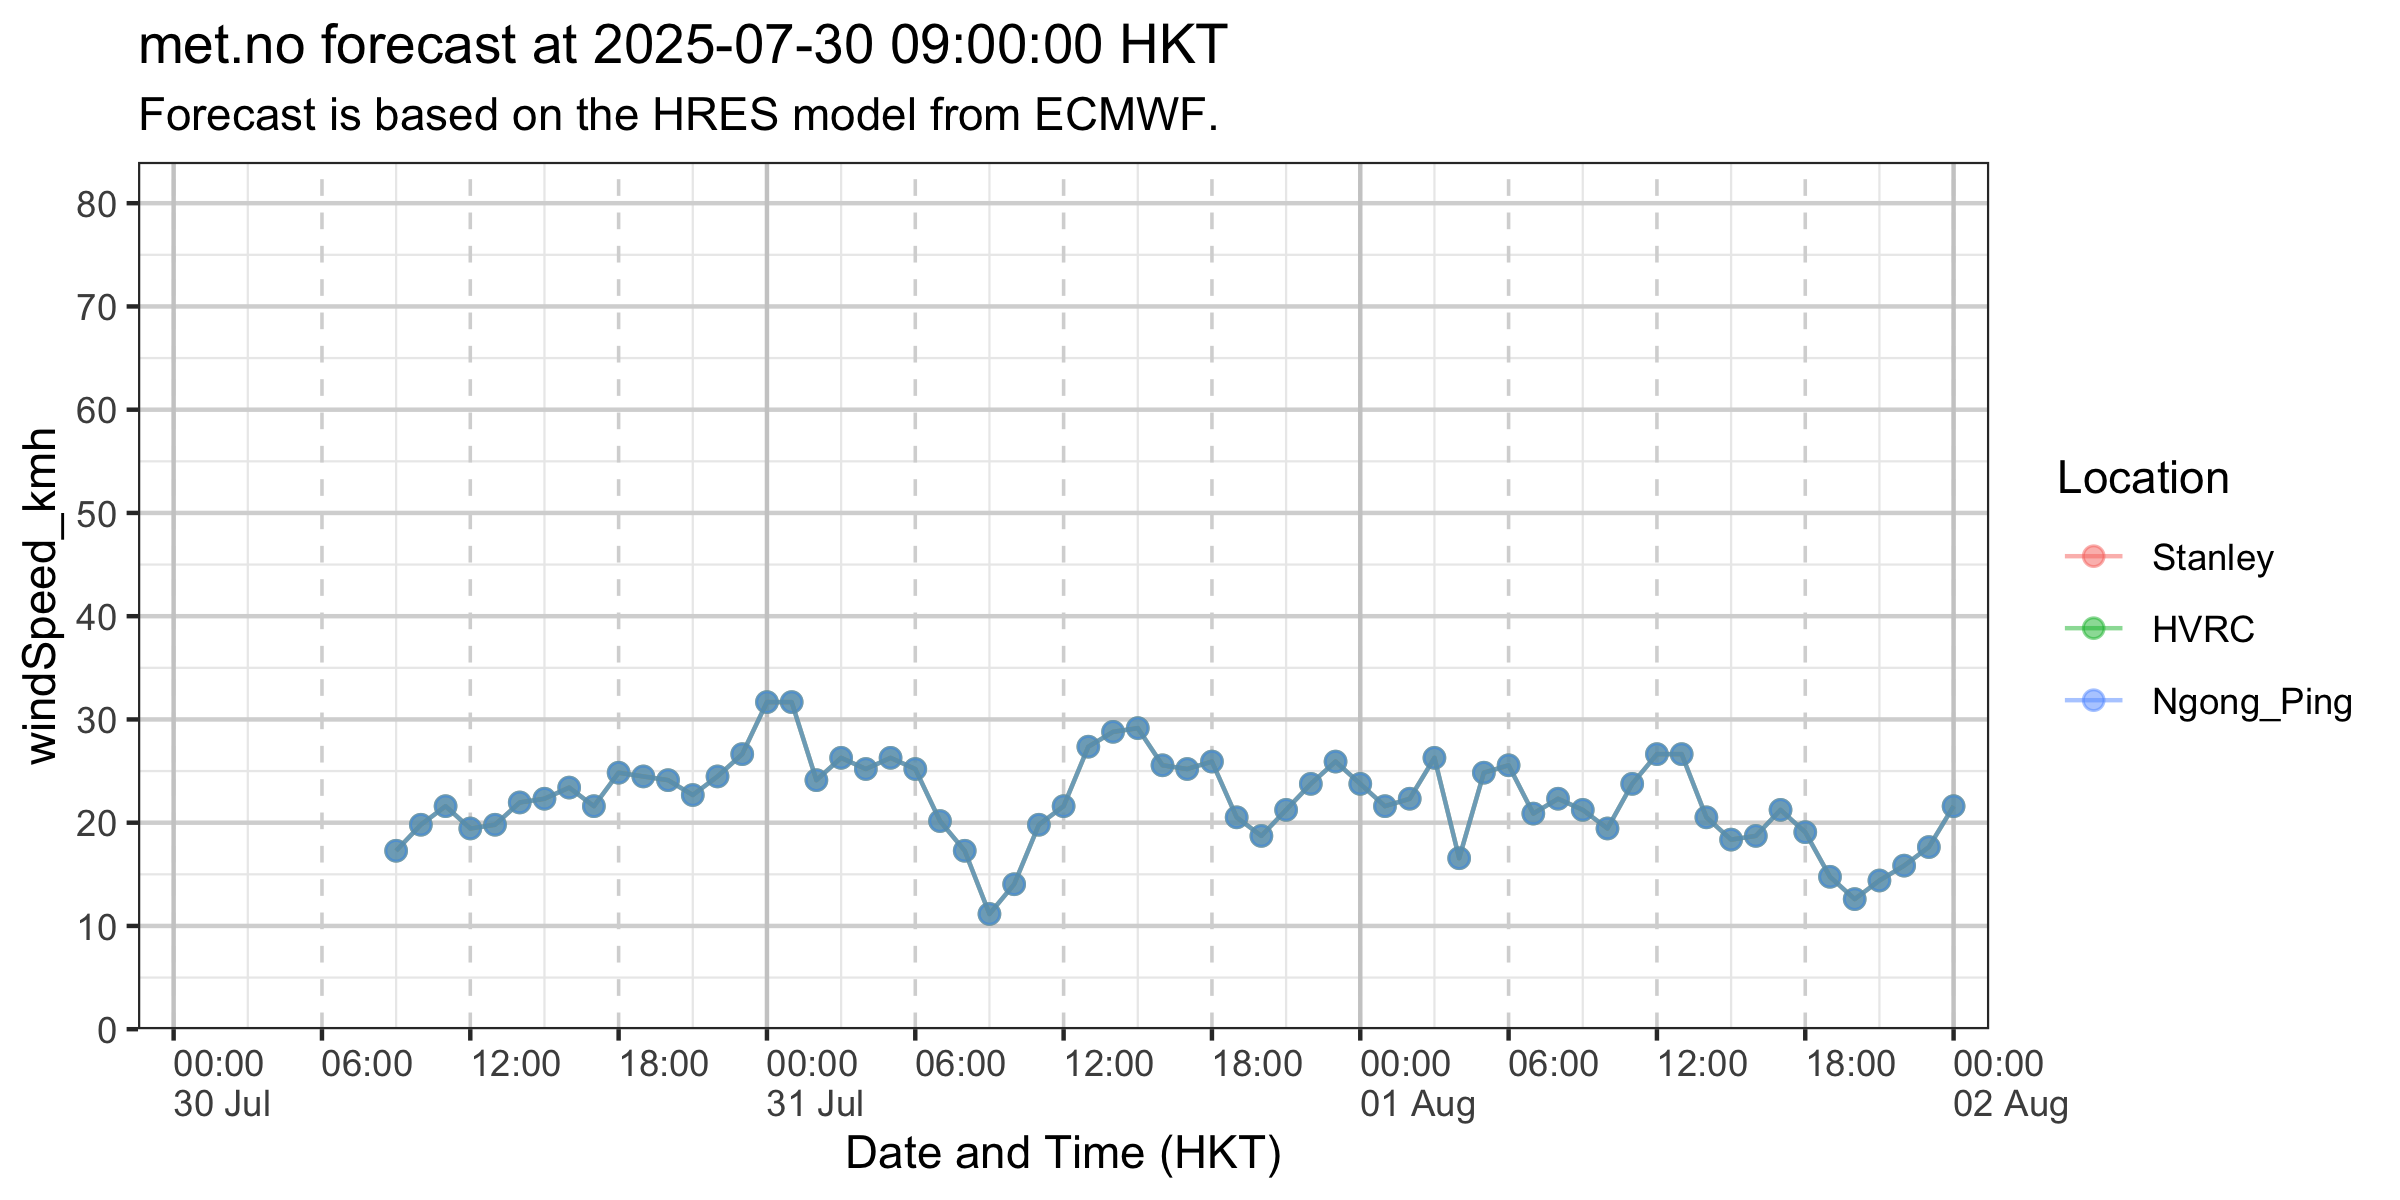 met.no forecast at 2025-07-30 09:00:00 HKT
Forecast is based on the HRES model from ECMWF.
windSpeed_kmh
80
70
60
50
40
30
20
10
0
00:00 06:00 12:00 18:00 00:00 06:00 12:00 18:00 00:00 06:00 12:00 18:00 00:00
30 Jul 31 Jul 01 Aug 02 Aug
Date and Time (HKT)
Location
Stanley
HVRC
Ngong_Ping